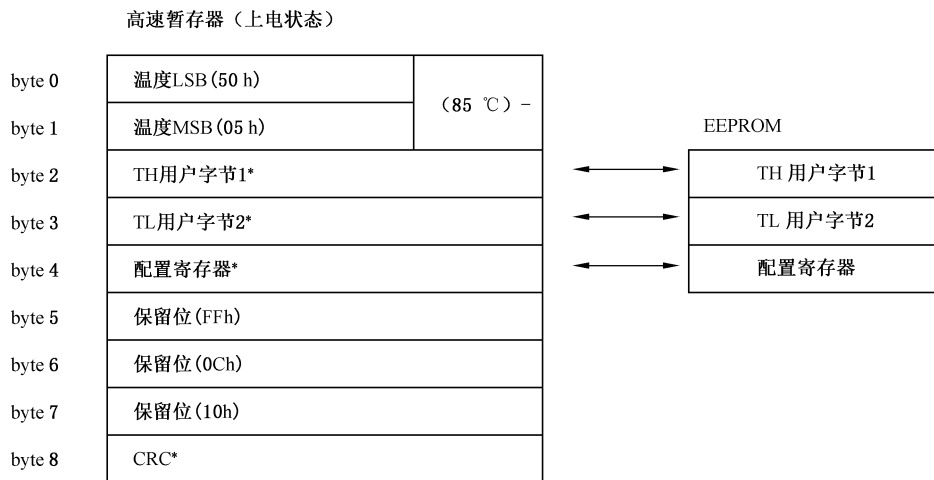 高速暂存器（上电状态）
byte 0 温度LSB(50 h) （85 ℃）-
byte 1 温度MSB(05 h) EEPROM
byte 2 TH用户字节1* TH 用户字节1
byte 3 TL用户字节2* TL 用户字节2
byte 4 配置寄存器* 配置寄存器
byte 5 保留位(FFh)
byte 6 保留位(0Ch)
byte 7 保留位(10h)
byte 8 CRC*